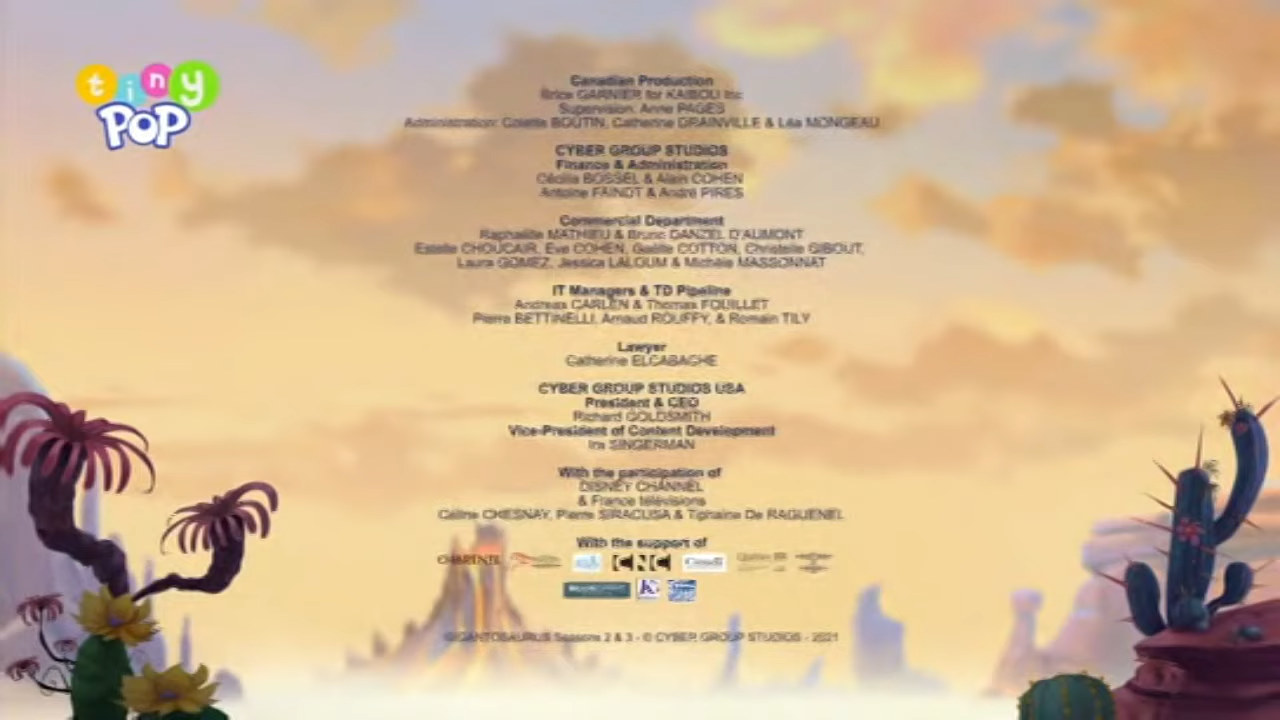 tiny
POP
Canadian Production
Brice GARNIER for KAIBOU Inc
Supervision: Anne PAGES
Administration: Colette BOUTIN, Catherine DRAINVILLE & Léa MONGEAU
CYBER GROUP STUDIOS
Finance & Administration
Cécilia BOSSEL & Alain COHEN
Antoine FAINOT & André PIRES
Commercial Department
Raphaëlle MATHIEU & Bruno DANZEL D'AUMONT
Estelle CHOUCAIR, Eve COHEN, Gaëlle COTTON, Christelle GIBOUT,
Laura GOMEZ, Jessica LALOUM & Michèle MASSONNAT
IT Managers & TD Pipeline
Andreas CARLEN & Thomas FOUILLET
Pierre BETTINELLI, Arnaud ROUFFY, & Romain TILY
Lawyer
Catherine ELCABACHE
CYBER GROUP STUDIOS USA
President & CEO
Richard GOLDSMITH
Vice-President of Content Development
Ira SINGERMAN
With the participation of
DISNEY CHANNEL
& France télévisions
Céline CHESNAY, Pierre SIRACUSA & Tiphaine De RAGUENEL
With the support of
CNC Canada Québec
GIGANTOSAURUS Seasons 2 & 3 - © CYBER GROUP STUDIOS - 2021